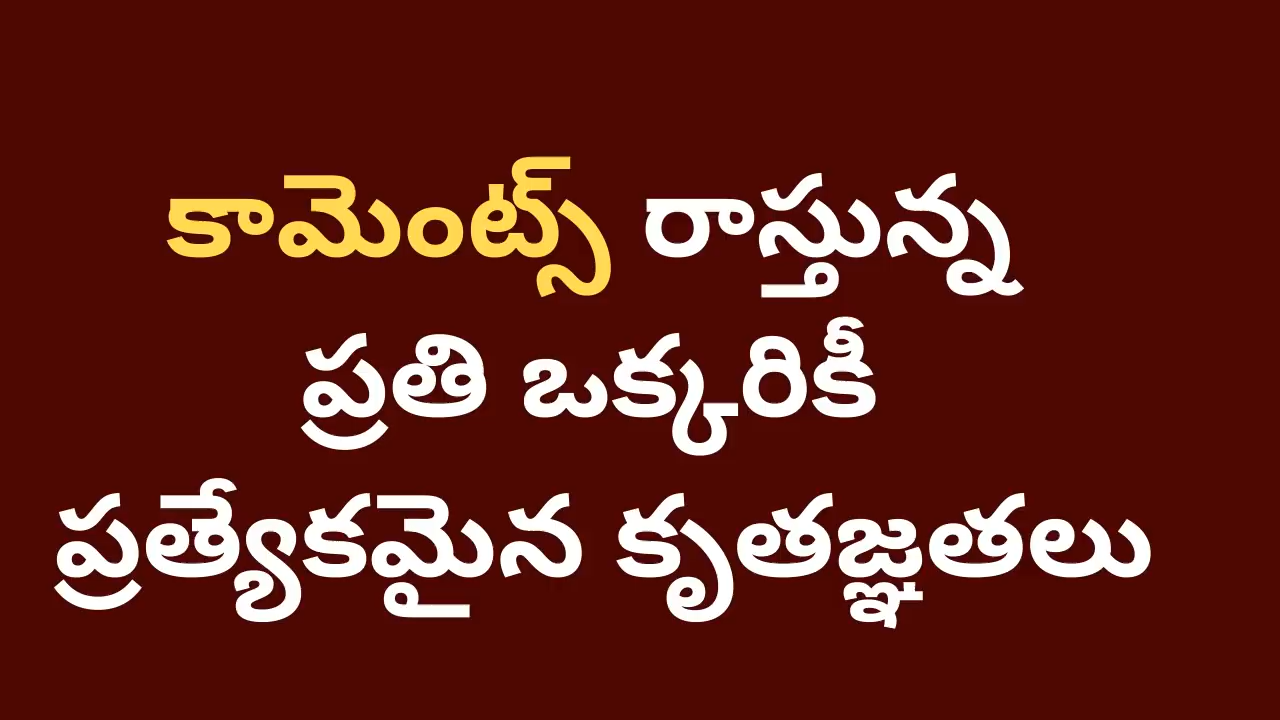 కామెంట్స్ రాస్తున్న
ప్రతి ఒక్కరికీ
ప్రత్యేకమైన కృతజ్ఞతలు